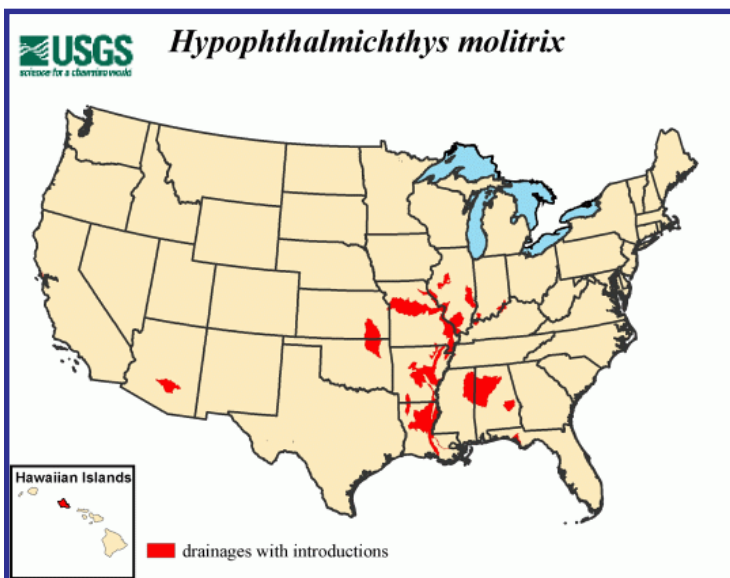 USGS
science for a changing world
Hypophthalmichthys molitrix
Hawaiian Islands
drainages with introductions